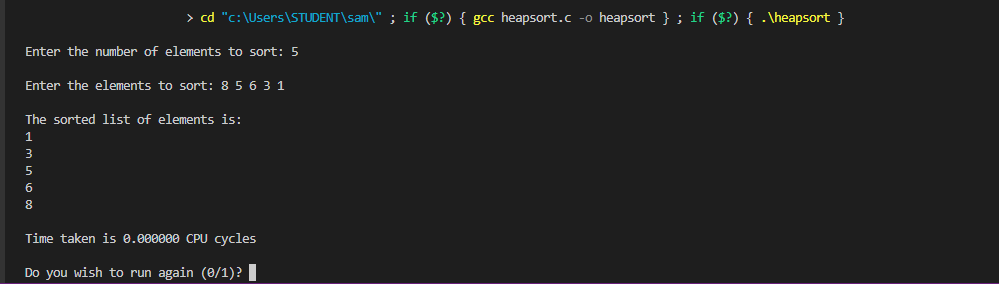 > cd "c:\Users\STUDENT\sam\" ; if ($?) { gcc heapsort.c -o heapsort } ; if ($?) { .\heapsort }
Enter the number of elements to sort: 5
Enter the elements to sort: 8 5 6 3 1
The sorted list of elements is:
1
3
5
6
8
Time taken is 0.000000 CPU cycles
Do you wish to run again (0/1)?